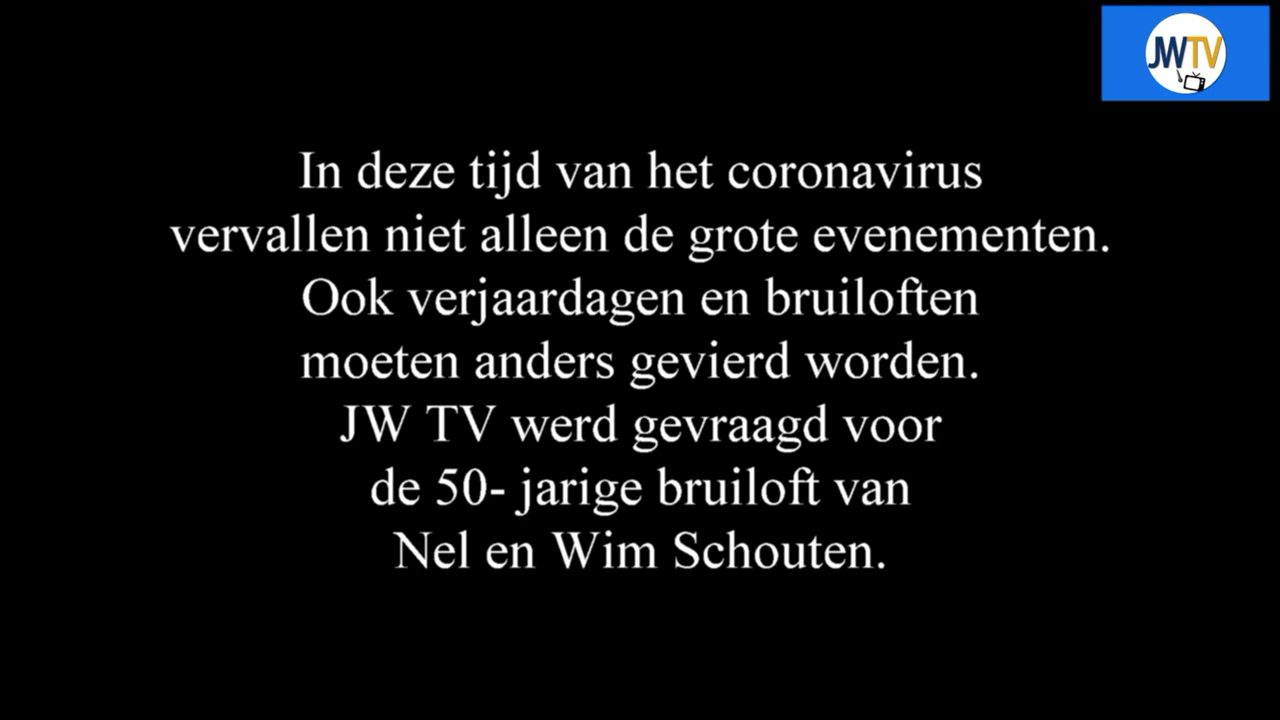 JWTV
In deze tijd van het coronavirus
vervallen niet alleen de grote evenementen.
Ook verjaardagen en bruiloften
moeten anders gevierd worden.
JW TV werd gevraagd voor
de 50- jarige bruiloft van
Nel en Wim Schouten.